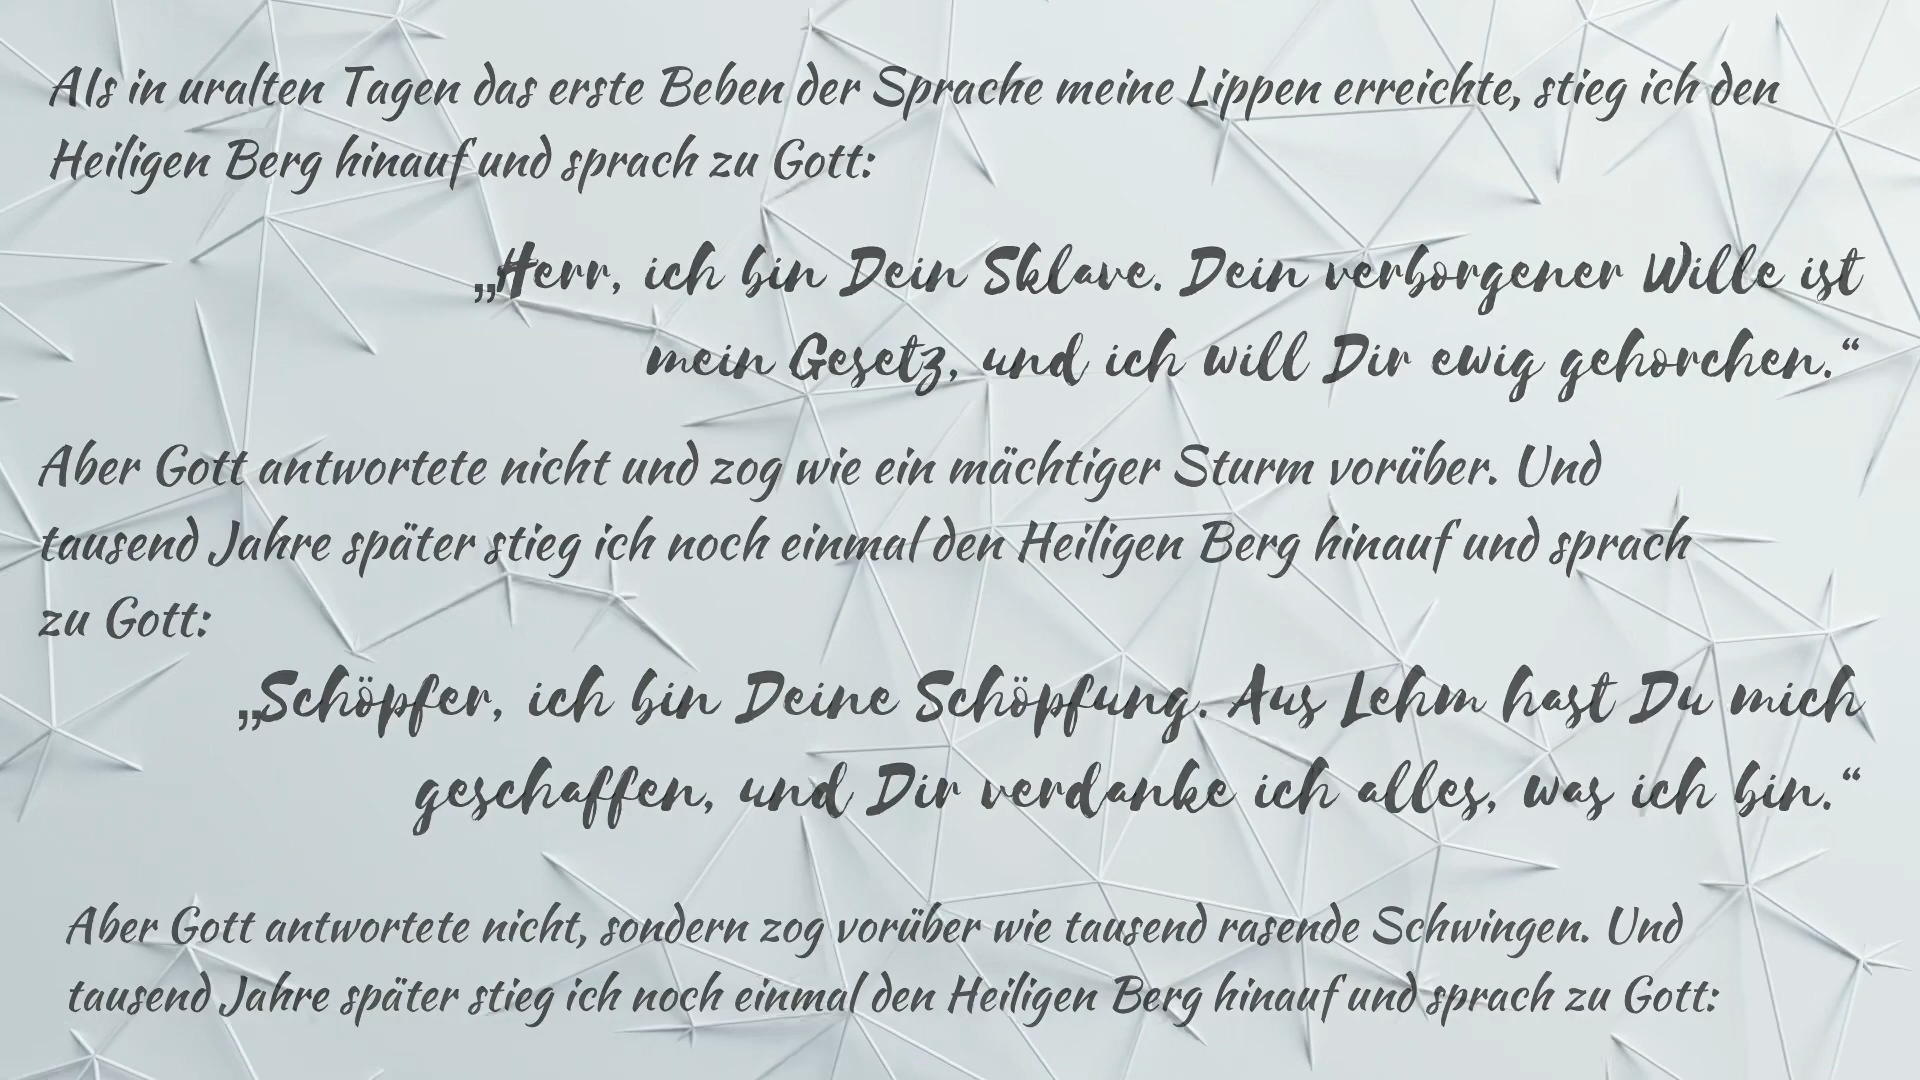 Als in uralten Tagen das erste Beben der Sprache meine Lippen erreichte, stieg ich den
Heiligen Berg hinauf und sprach zu Gott:
„Herr, ich bin Dein Sklave. Dein verborgener Wille ist
mein Gesetz, und ich will Dir ewig gehorchen.“
Aber Gott antwortete nicht und zog wie ein mächtiger Sturm vorüber. Und
tausend Jahre später stieg ich noch einmal den Heiligen Berg hinauf und sprach
zu Gott:
„Schöpfer, ich bin Deine Schöpfung. Aus Lehm hast Du mich
geschaffen, und Dir verdanke ich alles, was ich bin.“
Aber Gott antwortete nicht, sondern zog vorüber wie tausend rasende Schwingen. Und
tausend Jahre später stieg ich noch einmal den Heiligen Berg hinauf und sprach zu Gott: